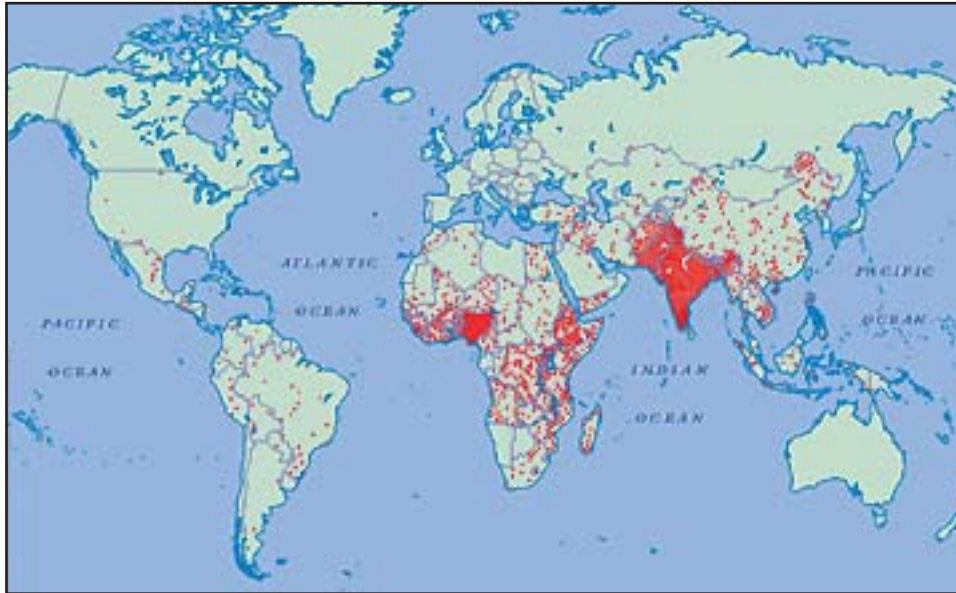 ATLANTIC
OCEAN
PACIFIC
OCEAN
PACIFIC
OCEAN
INDIAN
OCEAN